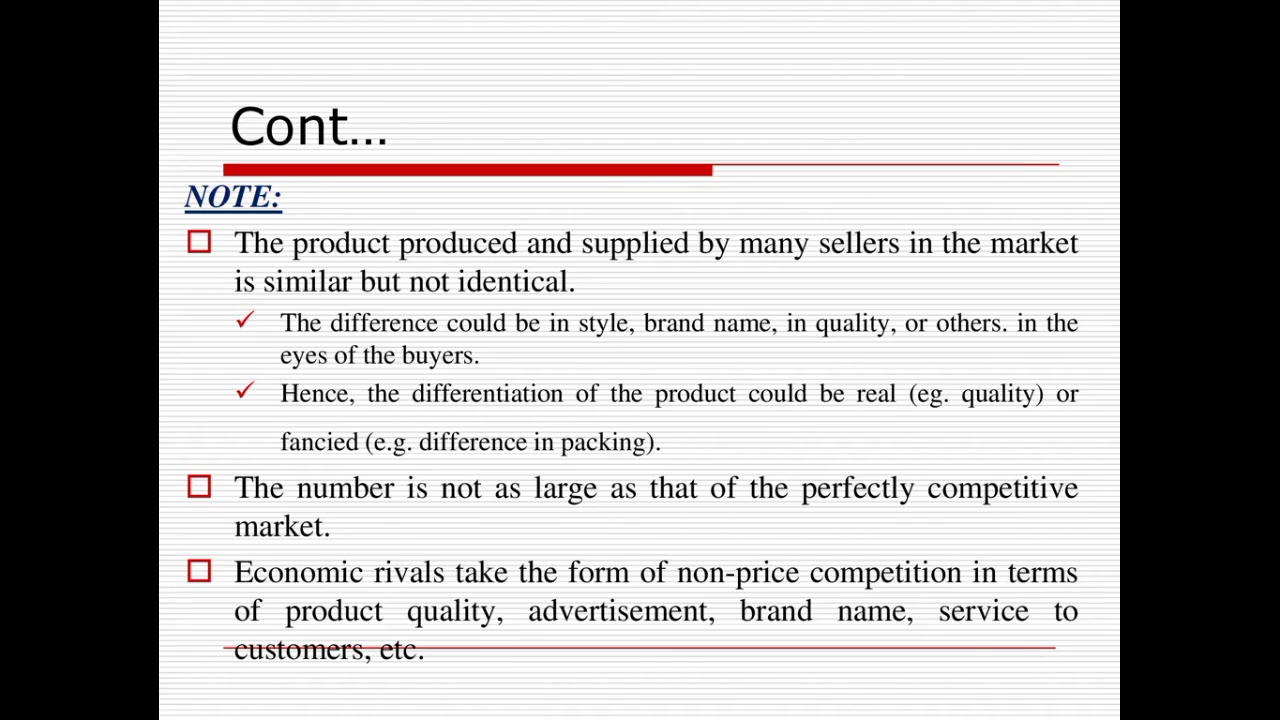 Cont...
NOTE:
The product produced and supplied by many sellers in the market
is similar but not identical.
The difference could be in style, brand name, in quality, or others. in the
eyes of the buyers.
Hence, the differentiation of the product could be real (eg. quality) or
fancied (e.g. difference in packing).
The number is not as large as that of the perfectly competitive
market.
Economic rivals take the form of non-price competition in terms
of product quality, advertisement, brand name, service to
customers, etc.